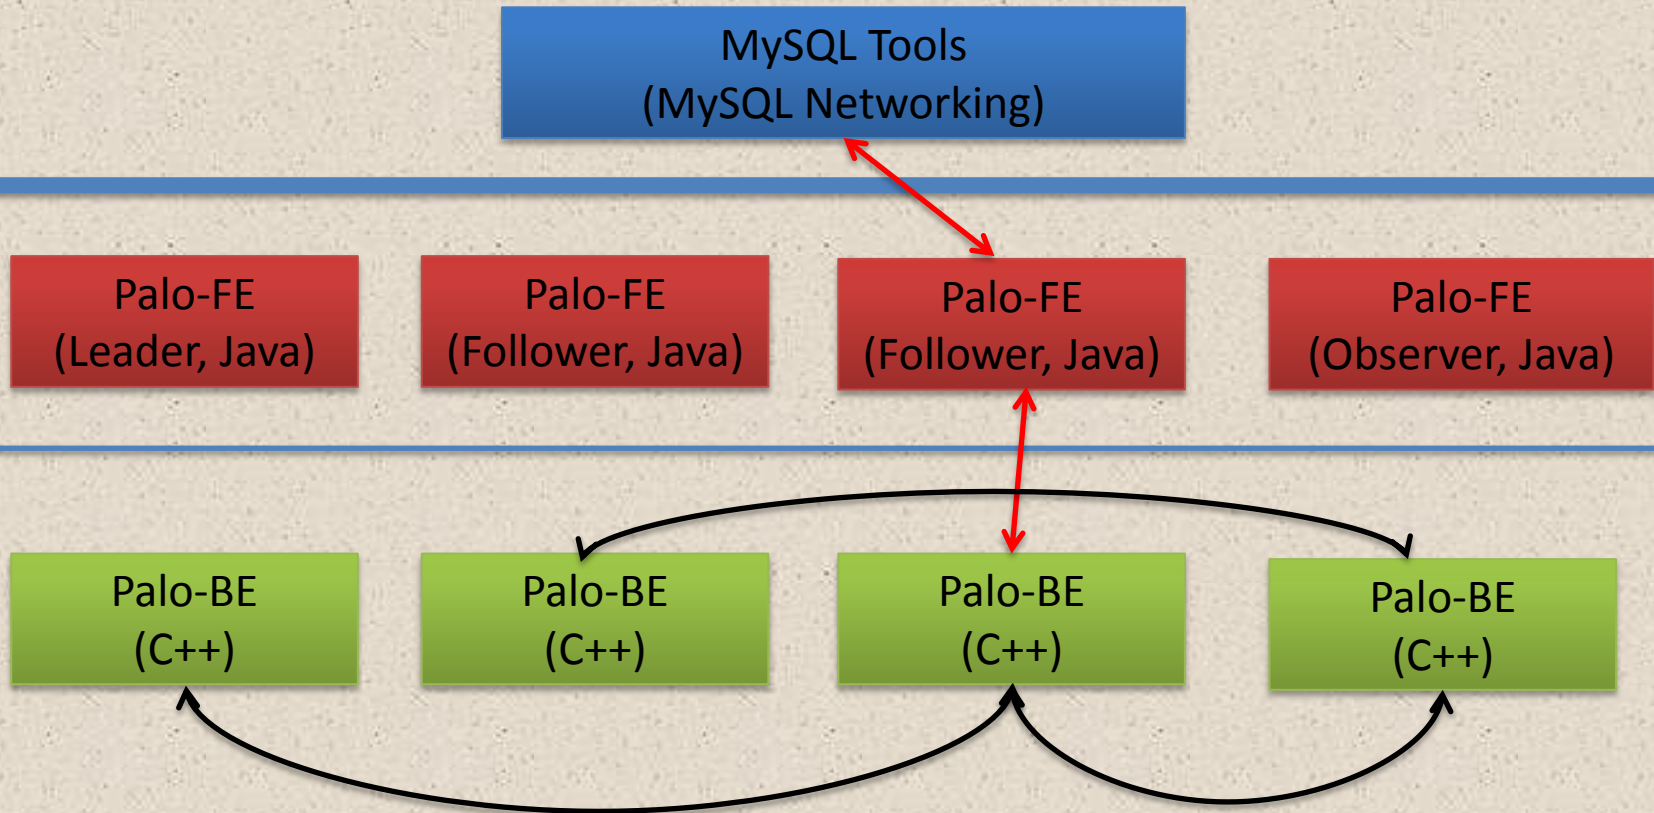 MySQL Tools
(MySQL Networking)
Palo-FE
(Leader, Java)
Palo-FE
(Follower, Java)
Palo-FE
(Follower, Java)
Palo-FE
(Observer, Java)
Palo-BE
(C++)
Palo-BE
(C++)
Palo-BE
(C++)
Palo-BE
(C++)